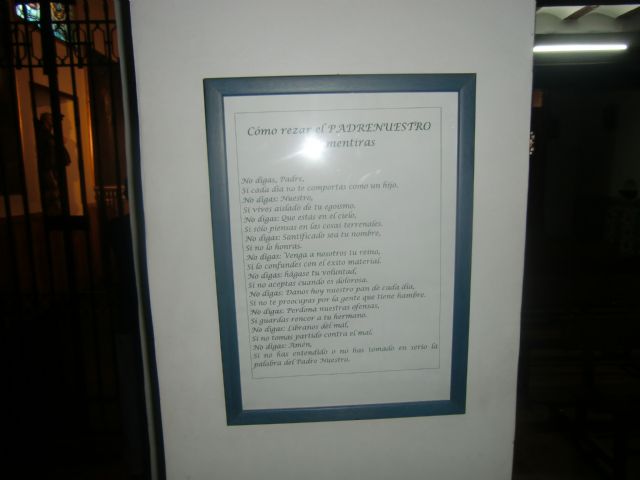 Cómo rezar el PADRENUESTRO
mentiras
No digas, Padre,
Si cada día no te comportas como un hijo.
No digas: Nuestro,
Si vives aislado de tu egoísmo.
No digas: Que estás en el cielo,
Si sólo piensas en las cosas terrenales.
No digas: Santificado sea tu nombre,
Si no lo honras.
No digas: Venga a nosotros tu reino,
Si lo confundes con el éxito material.
No digas: hágase tu voluntad,
Si no aceptas cuando es dolorosa.
No digas: Danos hoy nuestro pan de cada día,
Si no te preocupas por la gente que tiene hambre.
No digas: Perdona nuestras ofensas,
Si guardas rencor a tu hermano.
No digas: Líbranos del mal,
Si no tomas partido contra el mal.
No digas: Amén,
Si no has entendido o no has tomado en serio la
palabra del Padre Nuestro.